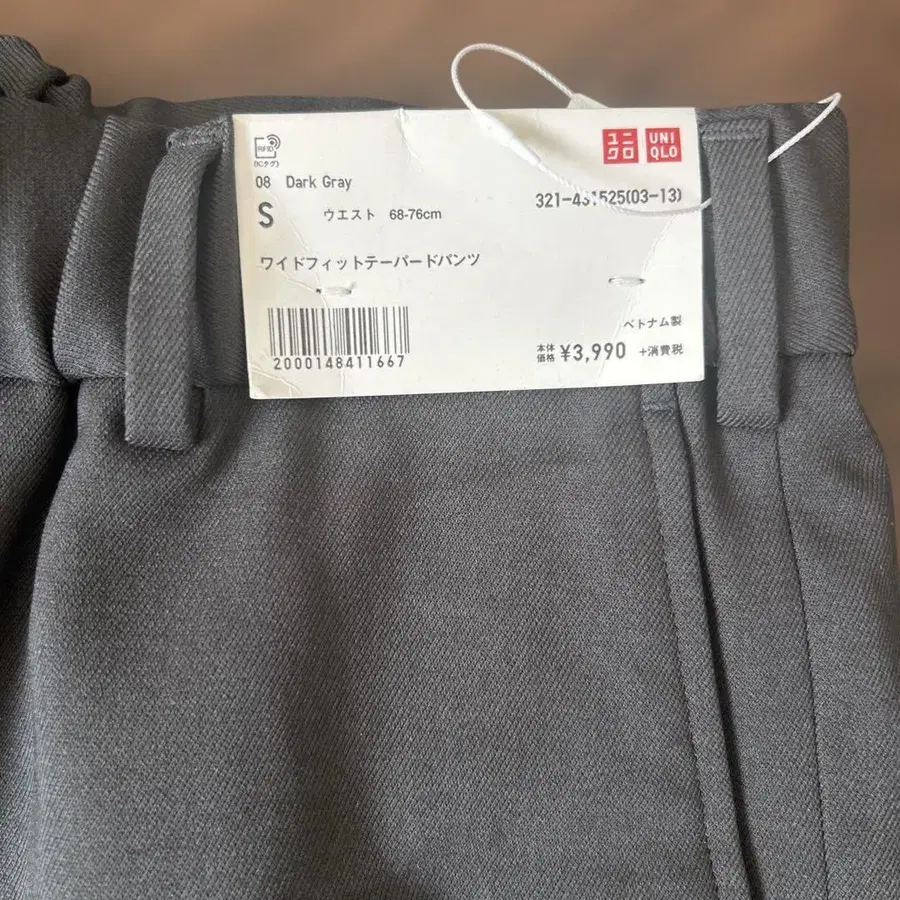 RFID
(ICタグ)
ユニクロ
UNIQLO
08 Dark Gray
S ウエスト 68-76cm
321-431525(03-13)
ワイドフィットテーパードパンツ
ベトナム製
2000148411667
本体価格 ¥3,990 +消費税